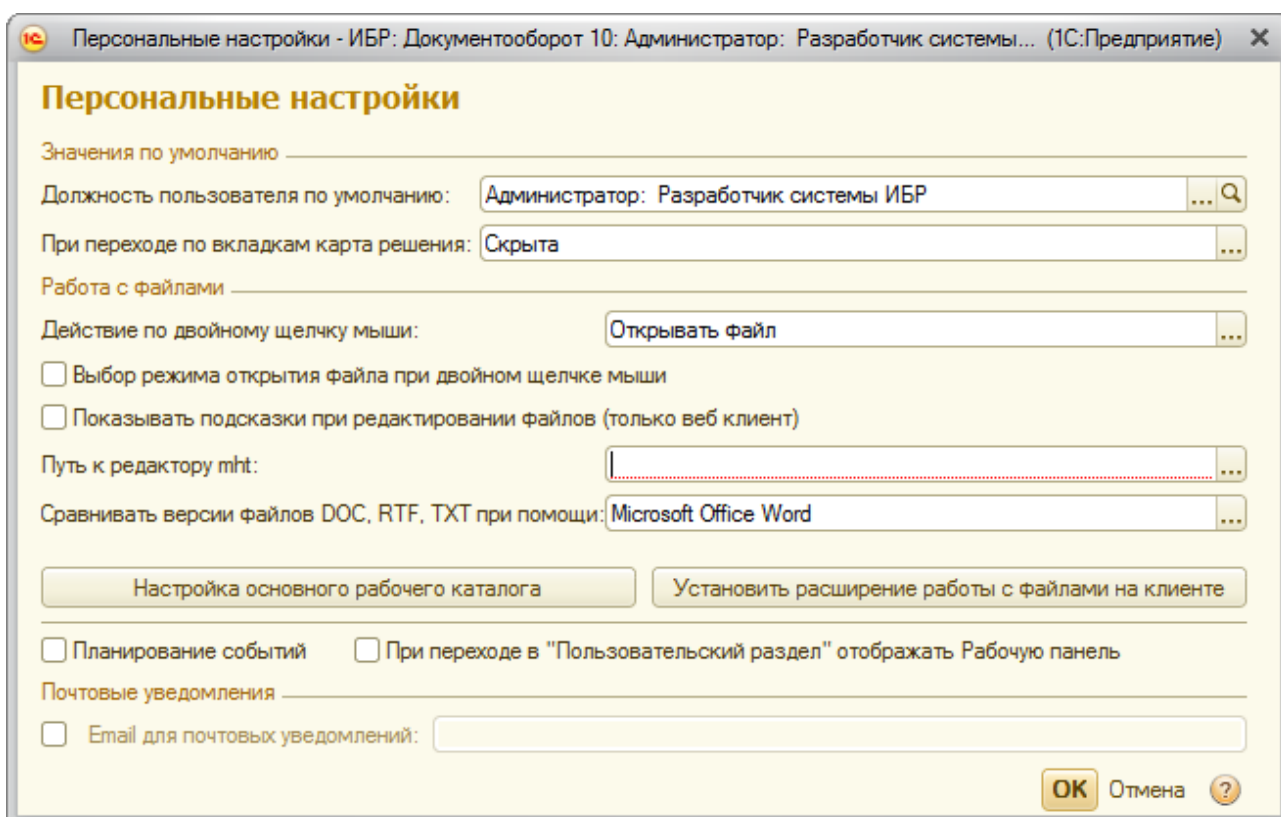 1С Персональные настройки - ИБР: Документооборот 10: Администратор: Разработчик системы... (1С:Предприятие)
Персональные настройки
Значения по умолчанию
Должность пользователя по умолчанию: Администратор: Разработчик системы ИБР ...
При переходе по вкладкам карта решения: Скрыта ...
Работа с файлами
Действие по двойному щелчку мыши: Открывать файл ...
Выбор режима открытия файла при двойном щелчке мыши
Показывать подсказки при редактировании файлов (только веб клиент)
Путь к редактору mht: ...
Сравнивать версии файлов DOC, RTF, TXT при помощи: Microsoft Office Word ...
Настройка основного рабочего каталога Установить расширение работы с файлами на клиенте
Планирование событий При переходе в "Пользовательский раздел" отображать Рабочую панель
Почтовые уведомления
Email для почтовых уведомлений:
OK Отмена ?